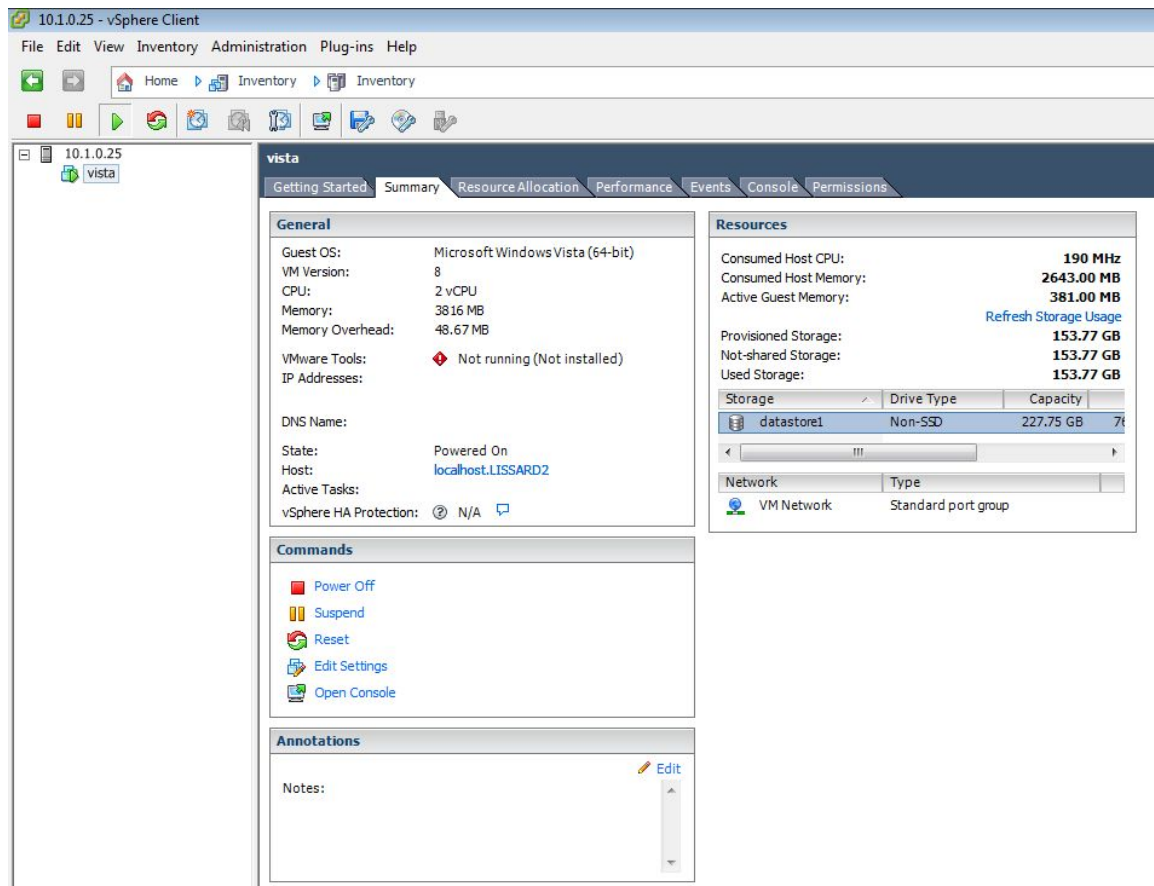 10.1.0.25 - vSphere Client
File Edit View Inventory Administration Plug-ins Help
Home Inventory Inventory
10.1.0.25
vista
vista
Getting Started Summary Resource Allocation Performance Events Console Permissions
General
Guest OS: Microsoft Windows Vista (64-bit)
VM Version: 8
CPU: 2 vCPU
Memory: 3816 MB
Memory Overhead: 48.67 MB
VMware Tools: Not running (Not installed)
IP Addresses:
DNS Name:
State: Powered On
Host: localhost.LISSARD2
Active Tasks:
vSphere HA Protection: N/A
Commands
Power Off
Suspend
Reset
Edit Settings
Open Console
Annotations
Edit
Notes:
Resources
Consumed Host CPU: 190 MHz
Consumed Host Memory: 2643.00 MB
Active Guest Memory: 381.00 MB
Refresh Storage Usage
Provisioned Storage: 153.77 GB
Not-shared Storage: 153.77 GB
Used Storage: 153.77 GB
Storage Drive Type Capacity
datastore1 Non-SSD 227.75 GB
Network Type
VM Network Standard port group